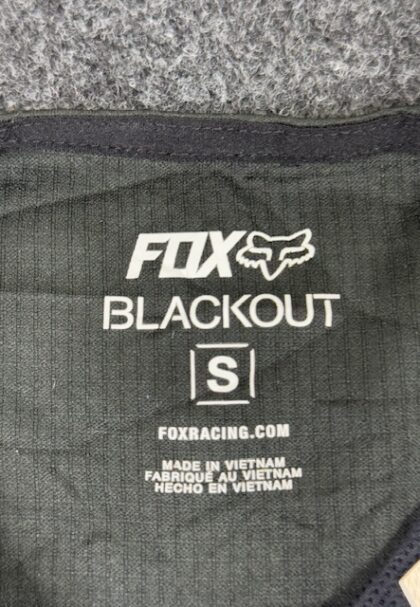 FOX
BLACKOUT
S
FOXRACING.COM
MADE IN VIETNAM
FABRIQUÉ AU VIETNAM
HECHO EN VIETNAM